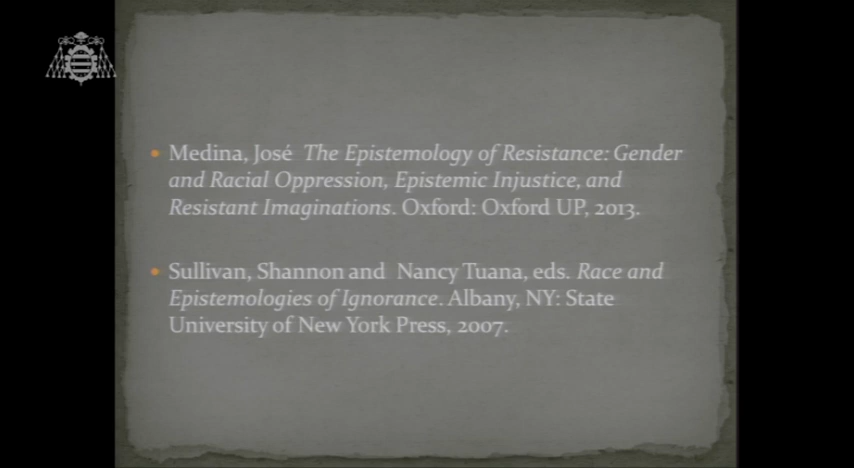 Medina, José The Epistemology of Resistance: Gender
and Racial Oppression, Epistemic Injustice, and
Resistant Imaginations. Oxford: Oxford UP, 2013.
Sullivan, Shannon and Nancy Tuana, eds. Race and
Epistemologies of Ignorance. Albany, NY: State
University of New York Press, 2007.